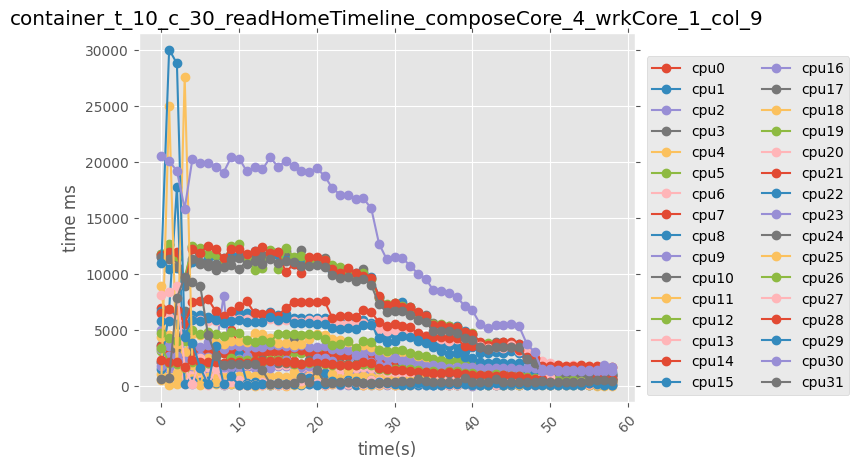 container_t_10_c_30_readHomeTimeline_composeCore_4_wrkCore_1_col_9
time ms
30000
25000
20000
15000
10000
5000
0
0
10
20
30
40
50
60
time(s)
cpu0
cpu1
cpu2
cpu3
cpu4
cpu5
cpu6
cpu7
cpu8
cpu9
cpu10
cpu11
cpu12
cpu13
cpu14
cpu15
cpu16
cpu17
cpu18
cpu19
cpu20
cpu21
cpu22
cpu23
cpu24
cpu25
cpu26
cpu27
cpu28
cpu29
cpu30
cpu31